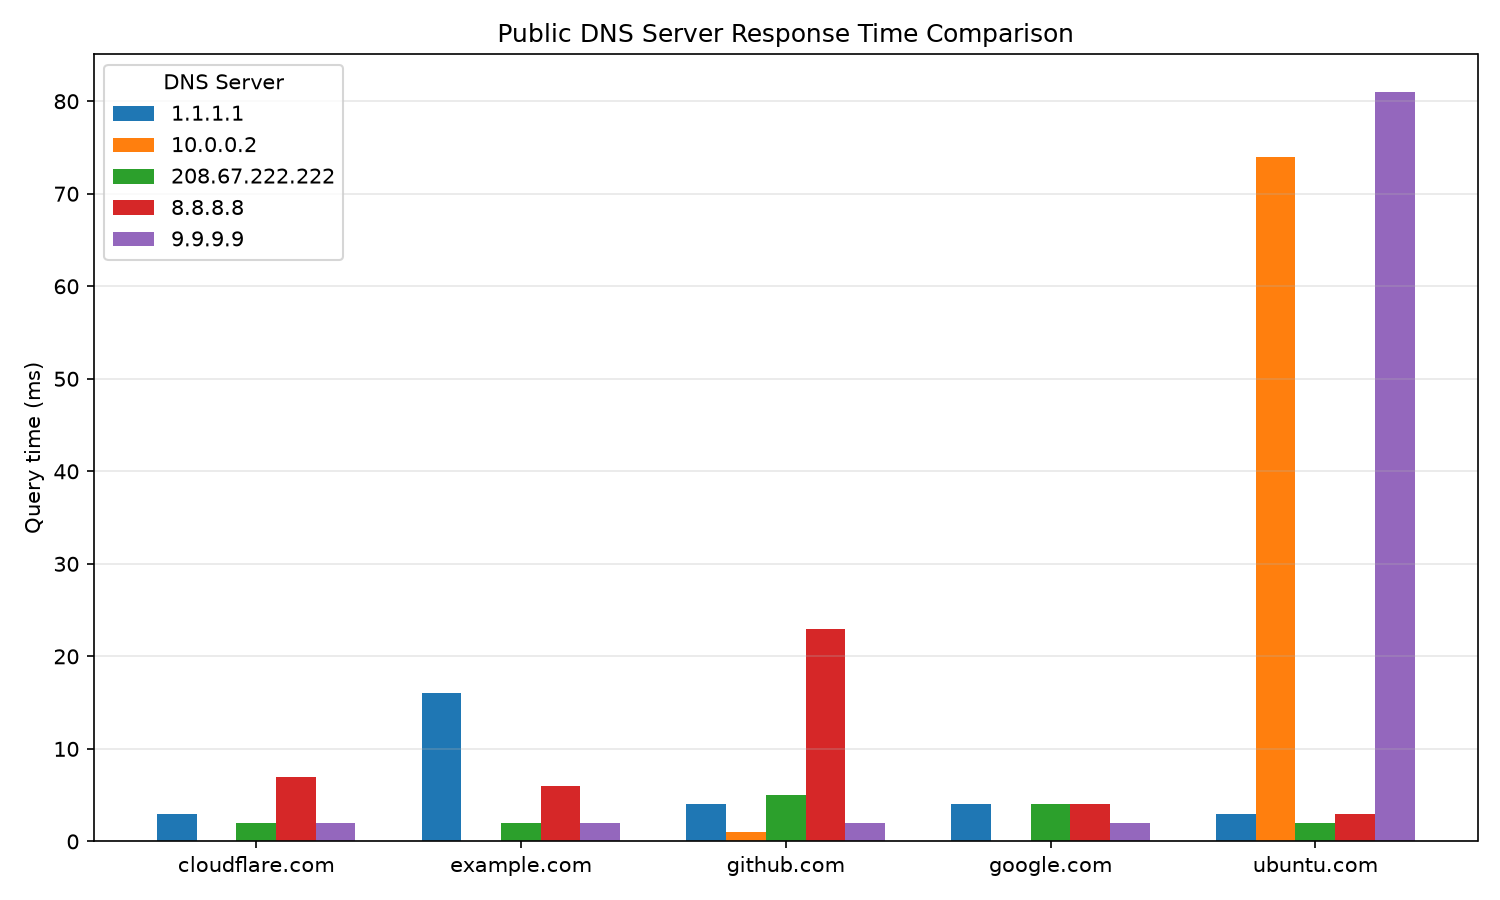 Public DNS Server Response Time Comparison
DNS Server
1.1.1.1
10.0.0.2
208.67.222.222
8.8.8.8
9.9.9.9
Query time (ms)
80
70
60
50
40
30
20
10
0
cloudflare.com
example.com
github.com
google.com
ubuntu.com